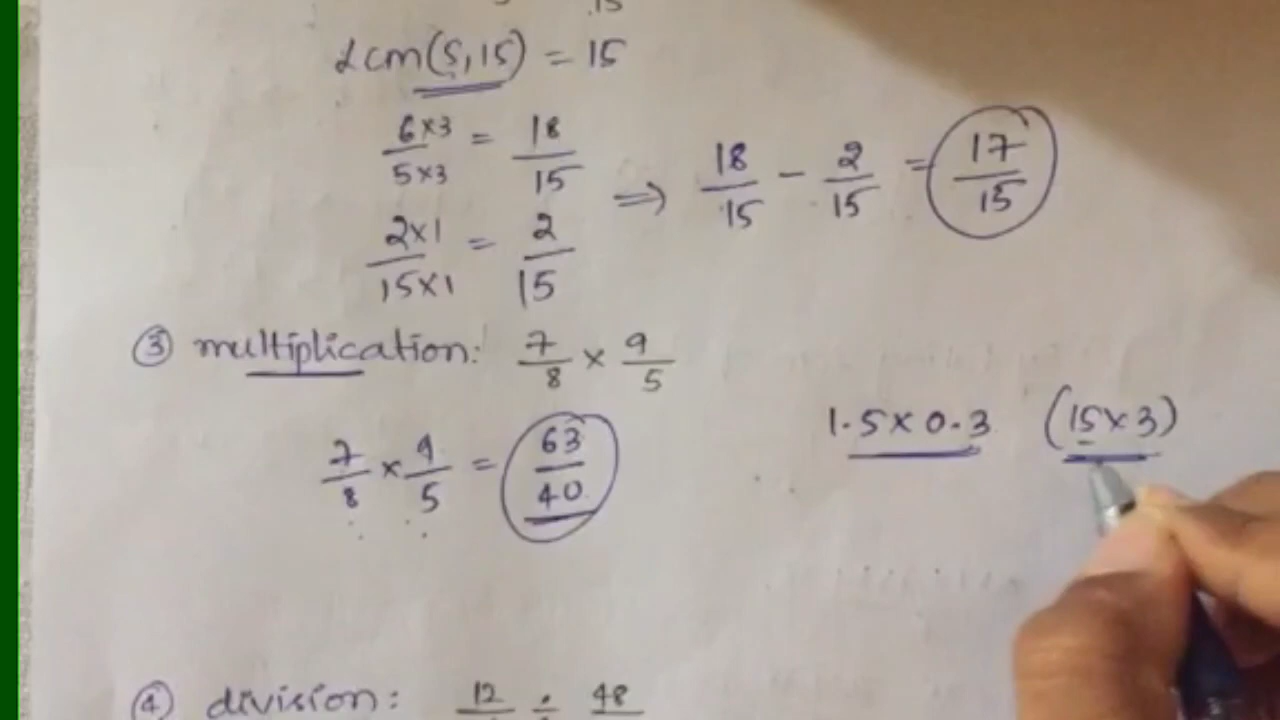 15
Lcm(5,15) = 15
6×3/5×3 = 18/15
2×1/15×1 = 2/15
⇒ 18/15 - 2/15 = 17/15
③ multiplication: 7/8 × 9/5
7/8 × 9/5 = 63/40
1.5×0.3 (15×3)
④ division: 12 ÷ 48